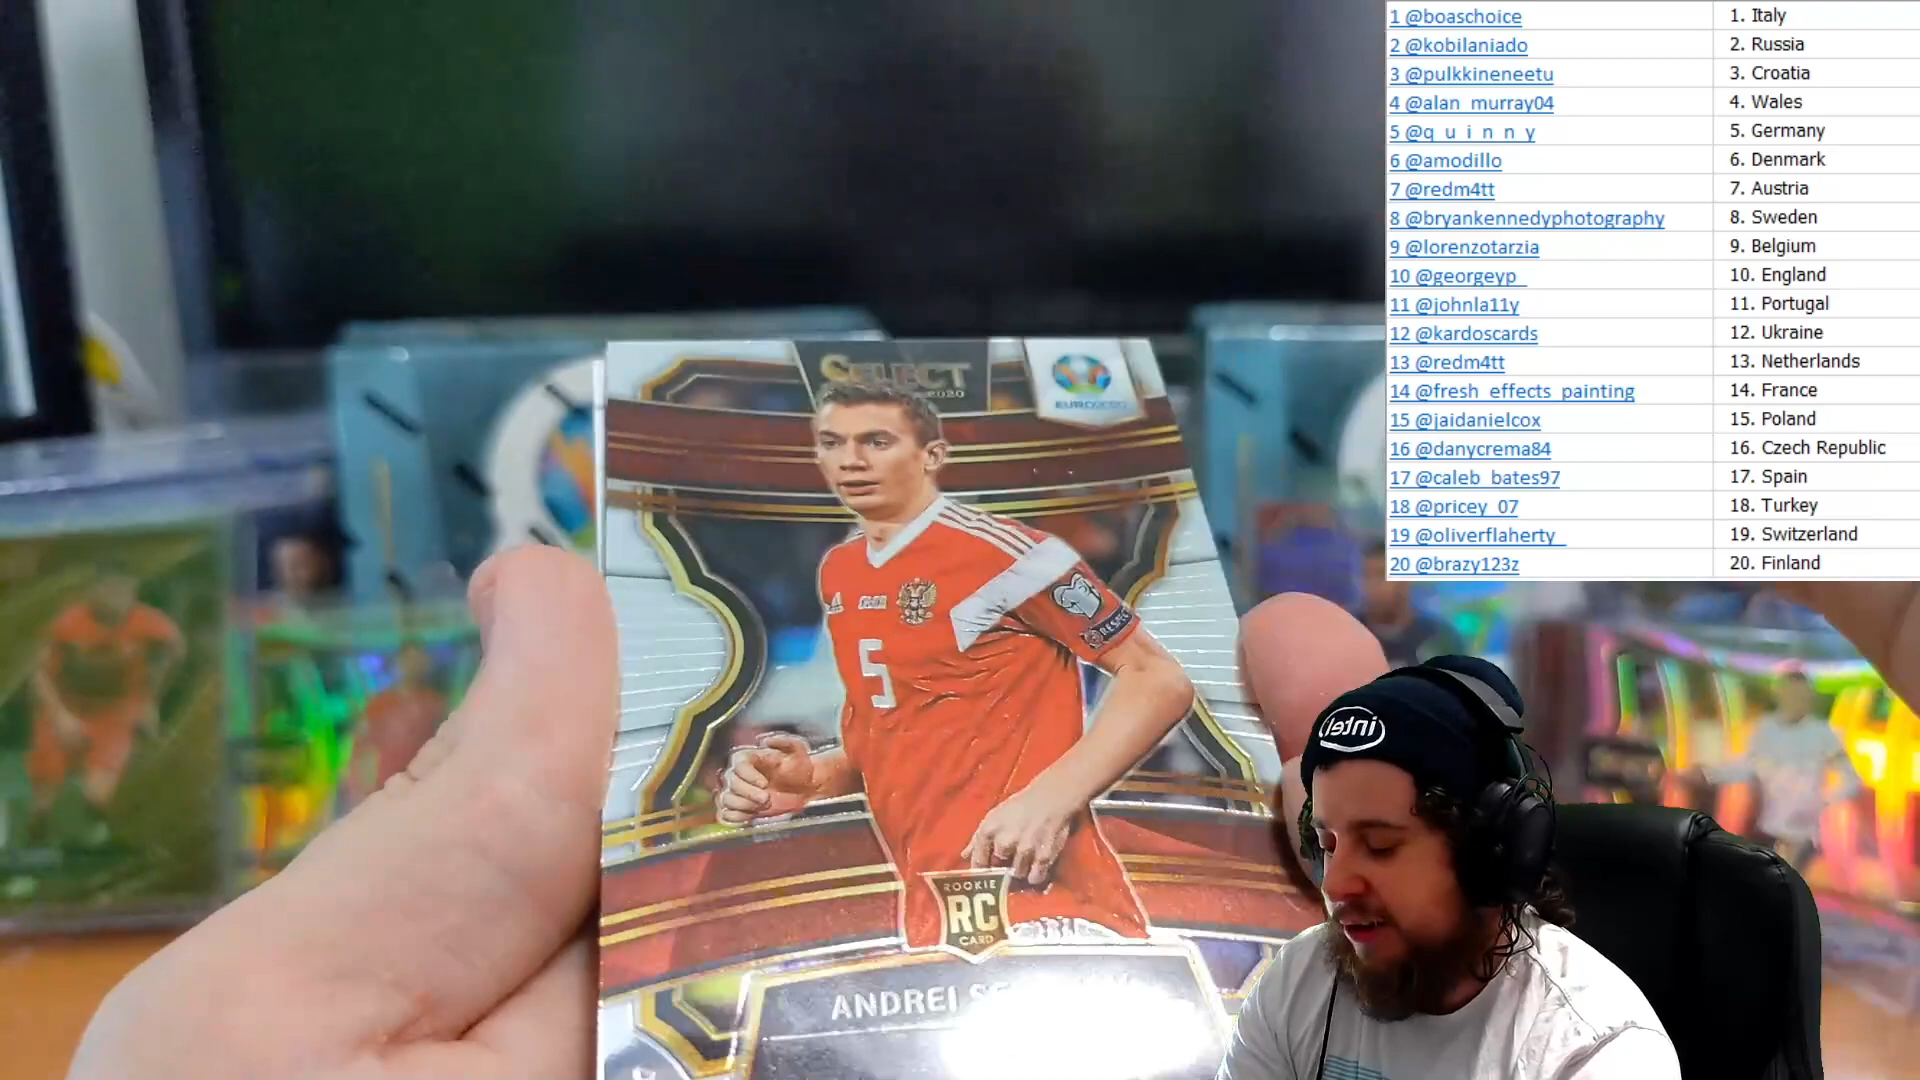 1 @boaschoice 1. Italy
2 @kobilaniado 2. Russia
3 @pulkkineneetu 3. Croatia
4 @alan_murray04 4. Wales
5 @q_u_i_n_n_y 5. Germany
6 @amodillo 6. Denmark
7 @redm4tt 7. Austria
8 @bryankennedyphotography 8. Sweden
9 @lorenzotarzia 9. Belgium
10 @georgeyp_ 10. England
11 @johnla11y 11. Portugal
12 @kardoscards 12. Ukraine
13 @redm4tt 13. Netherlands
14 @fresh_effects_painting 14. France
15 @jaidanielcox 15. Poland
16 @danycrema84 16. Czech Republic
17 @caleb_bates97 17. Spain
18 @pricey_07 18. Turkey
19 @oliverflaherty_ 19. Switzerland
20 @brazy123z 20. Finland
SELECT
2020
EURO2020
5
RESPECT
intel
ROOKIE
RC
CARD
ANDREI